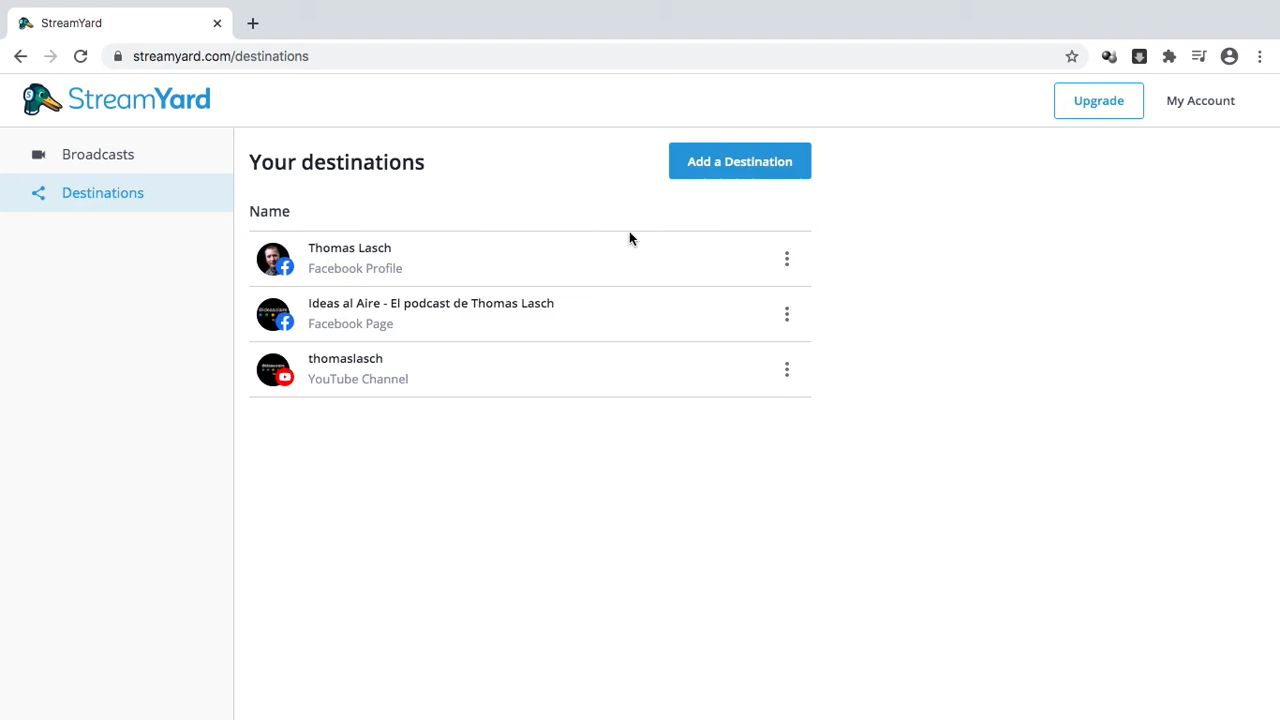 StreamYard
streamyard.com/destinations
StreamYard
Upgrade
My Account
Broadcasts
Destinations
Your destinations
Add a Destination
Name
Thomas Lasch
Facebook Profile
Ideas al Aire - El podcast de Thomas Lasch
Facebook Page
thomaslasch
YouTube Channel